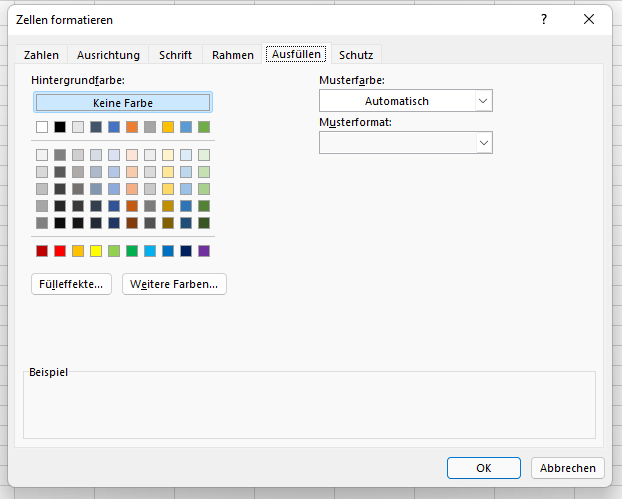 Zellen formatieren
?
Zahlen Ausrichtung Schrift Rahmen Ausfüllen Schutz
Hintergrundfarbe:
Keine Farbe
Fülleffekte... Weitere Farben...
Musterfarbe:
Automatisch
Musterformat:
Beispiel
OK Abbrechen